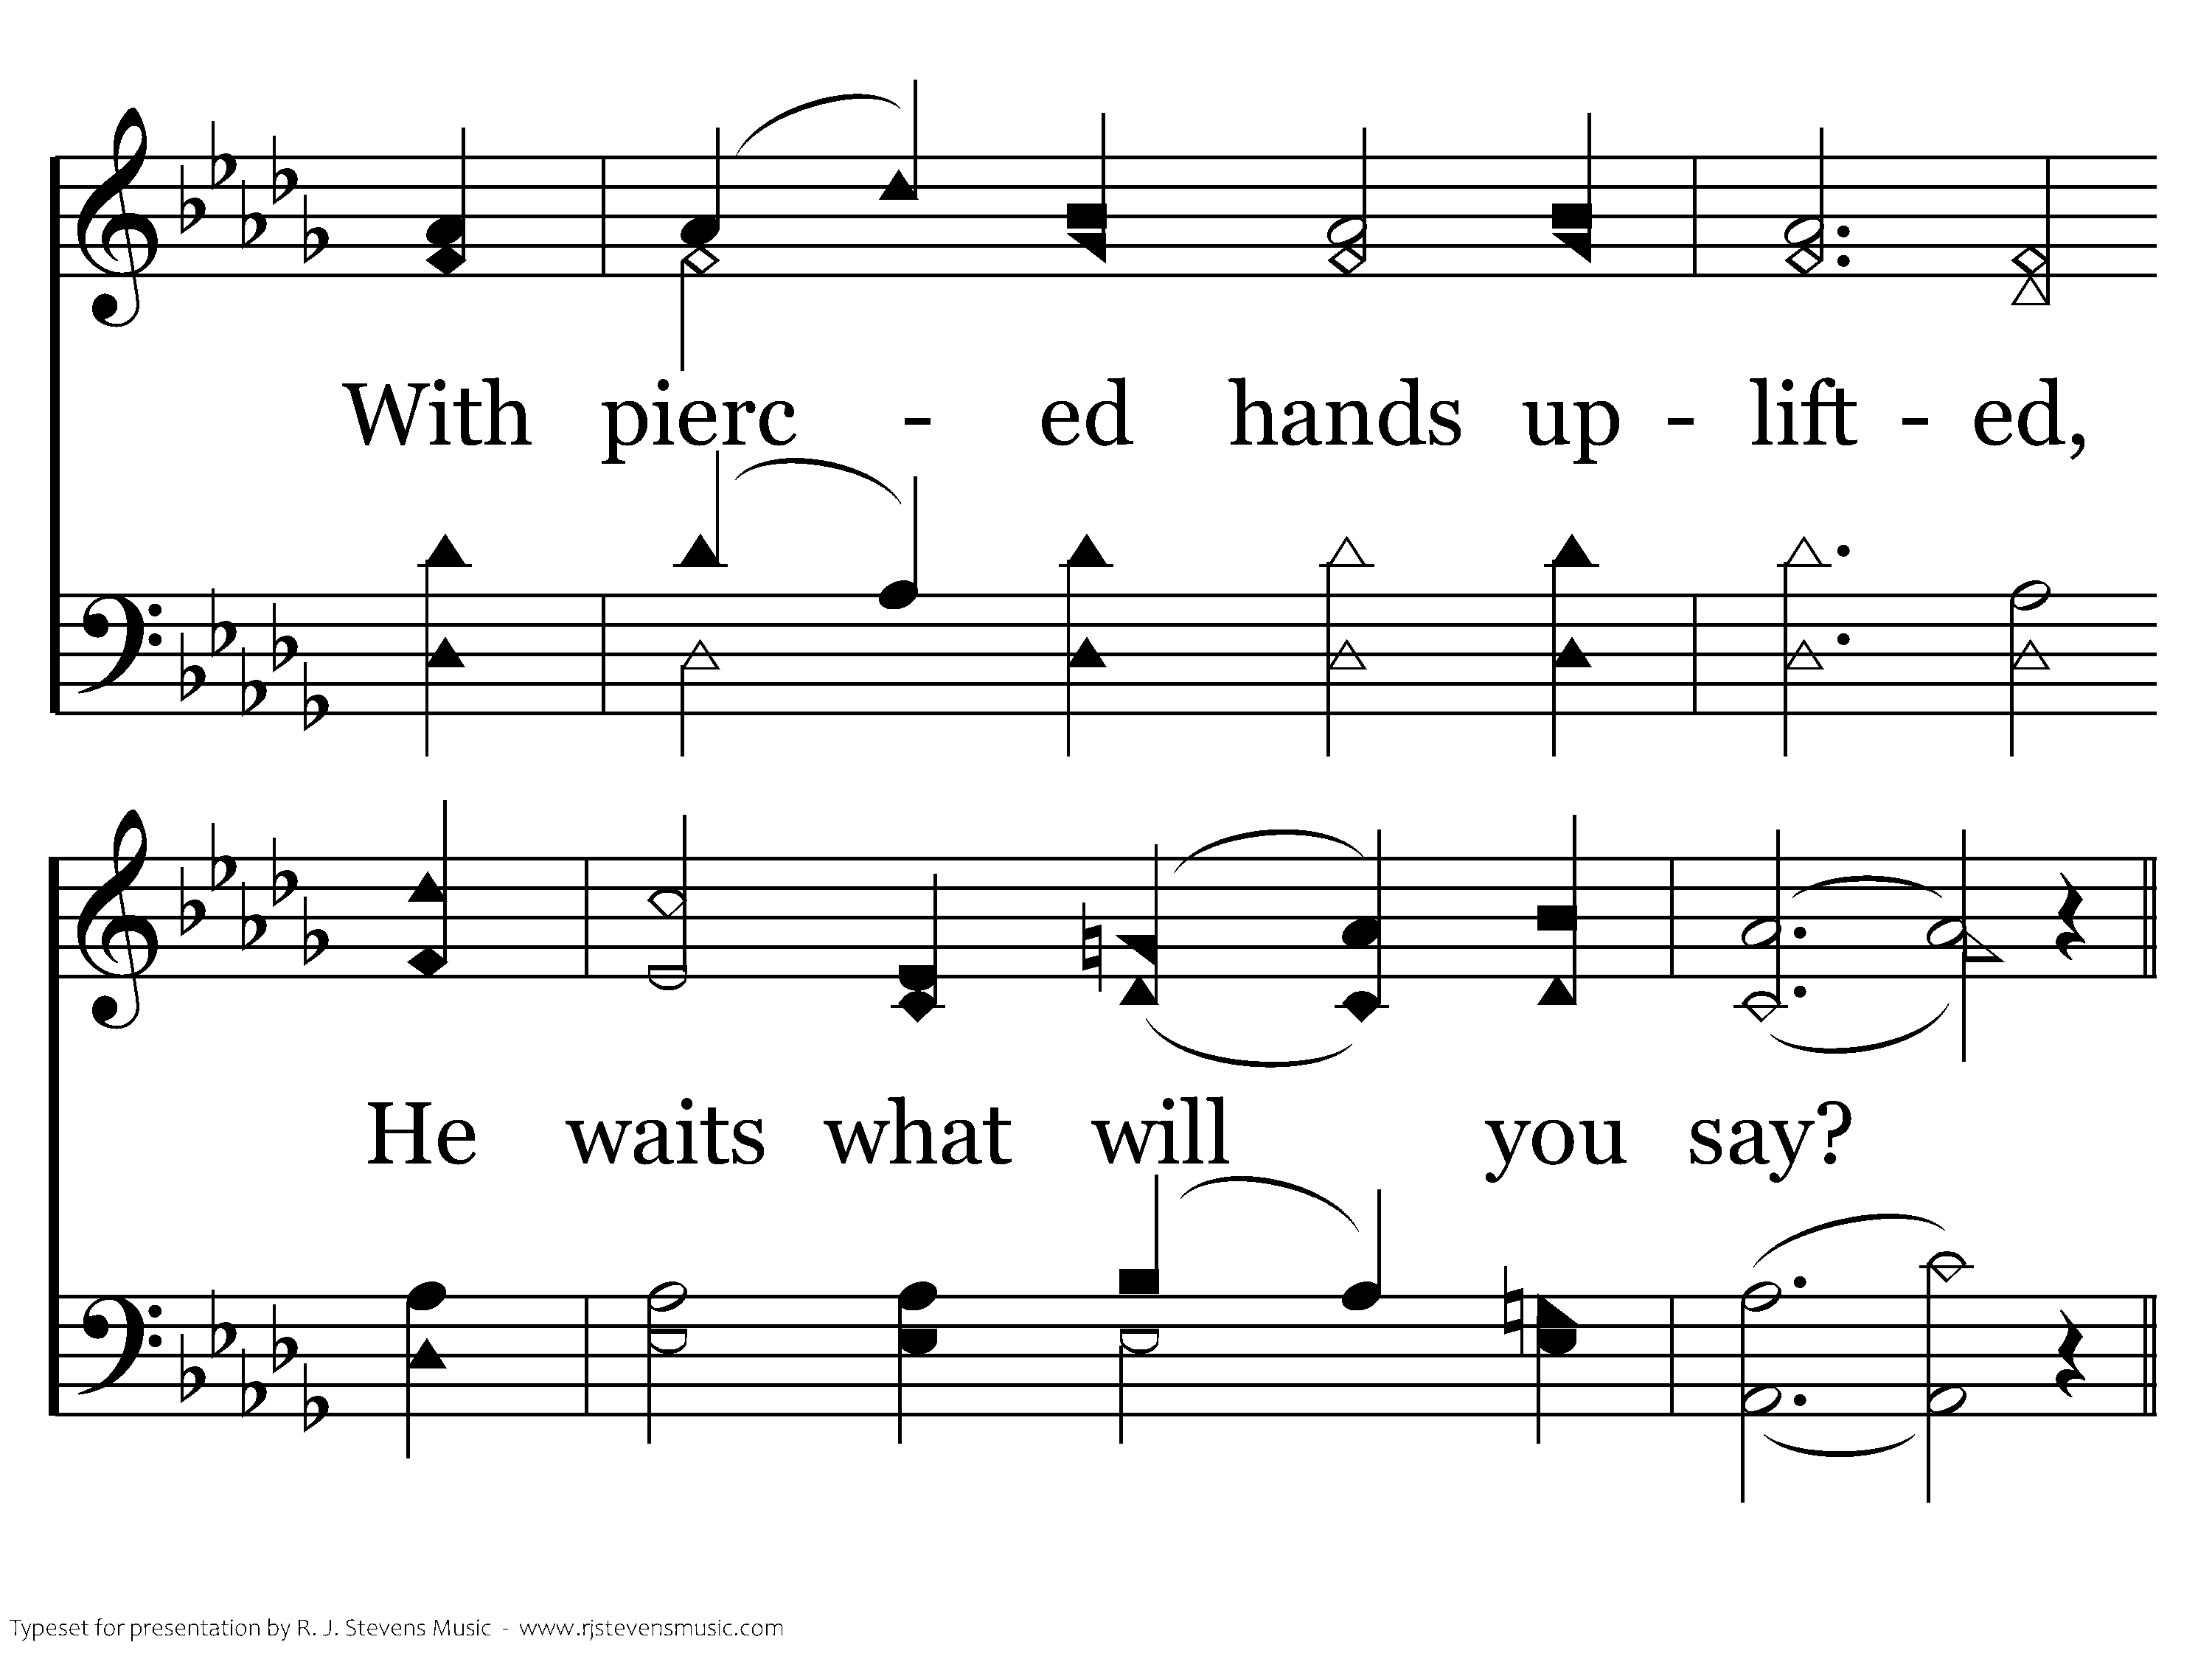 With pierc - ed hands up - lift - ed,
He waits what will you say?
Typeset for presentation by R. J. Stevens Music - www.rjstevensmusic.com